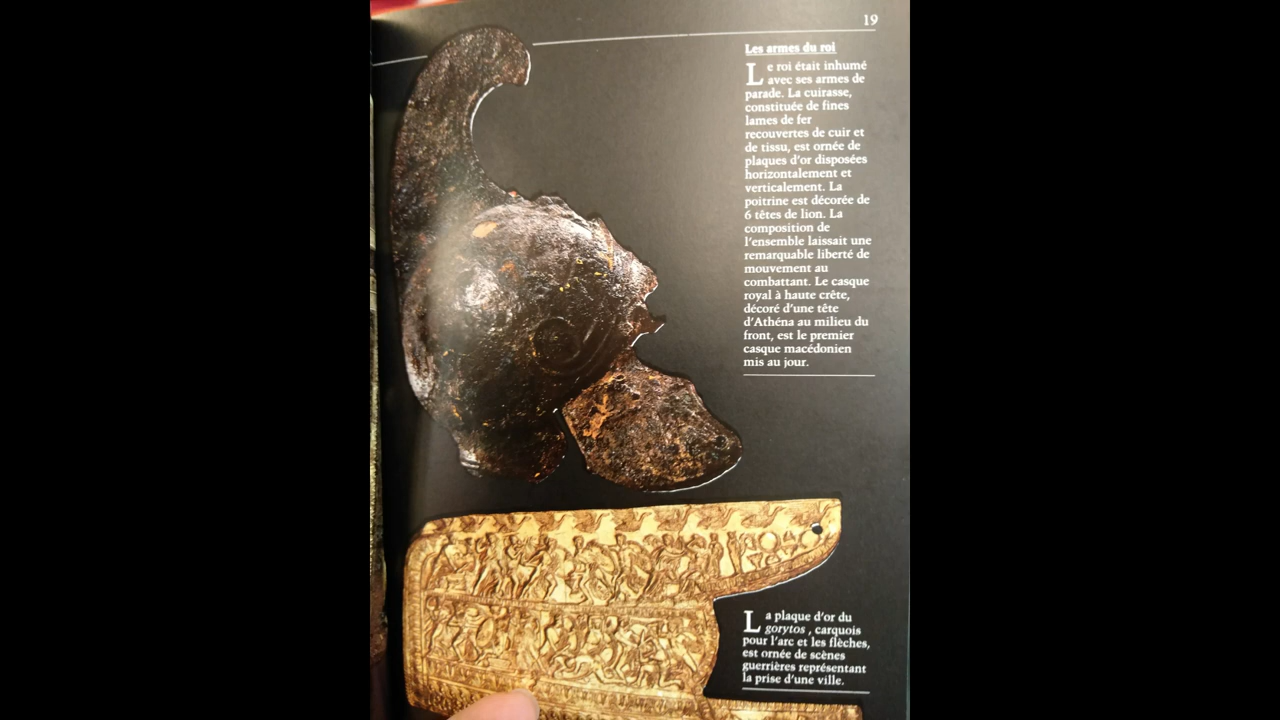 19
Les armes du roi
Le roi était inhumé
avec ses armes de
parade. La cuirasse,
constituée de fines
lames de fer
recouvertes de cuir et
de tissu, est ornée de
plaques d'or disposées
horizontalement et
verticalement. La
poitrine est décorée de
6 têtes de lion. La
composition de
l'ensemble laissait une
remarquable liberté de
mouvement au
combattant. Le casque
royal à haute crête,
décoré d'une tête
d'Athéna au milieu du
front, est le premier
casque macédonien
mis au jour.
La plaque d'or du
gorytos , carquois
pour l'arc et les flèches,
est ornée de scènes
guerrières représentant
la prise d'une ville.